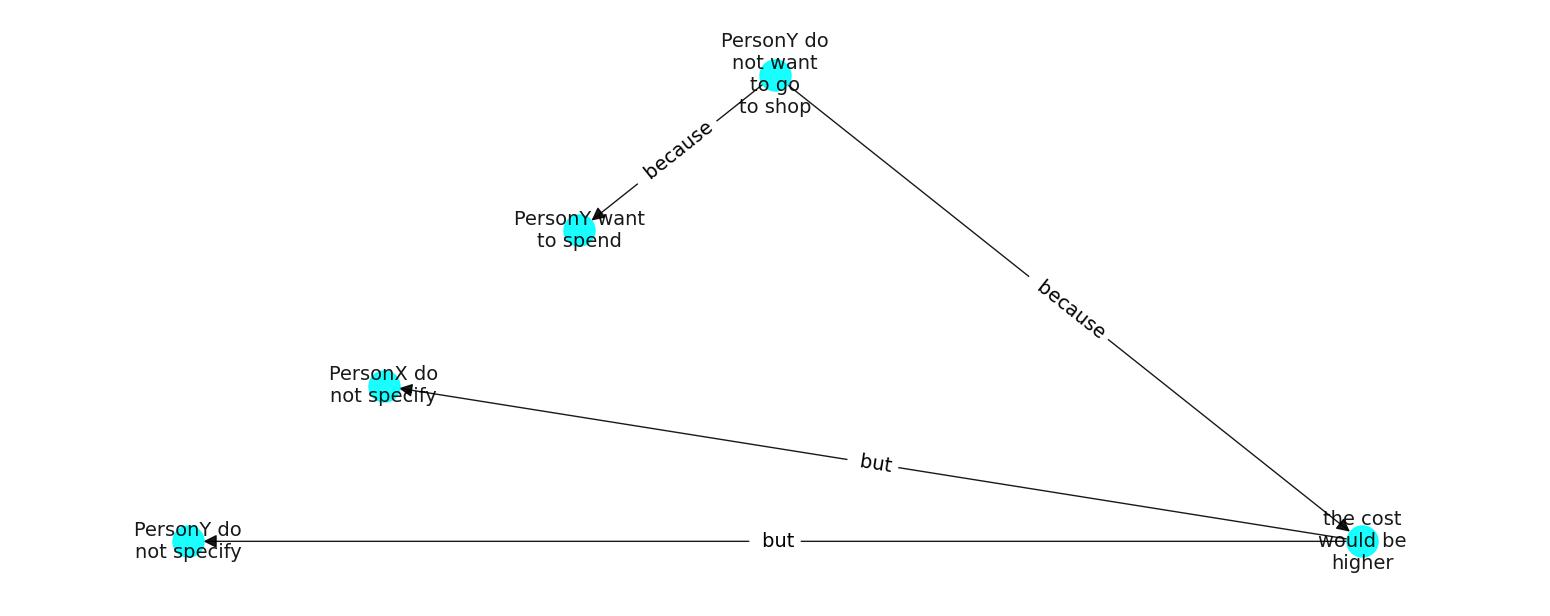 PersonY do
not want
to go
to shop
because
PersonY want
to spend
because
PersonX do
not specify
but
PersonY do
not specify
but
the cost
would be
higher